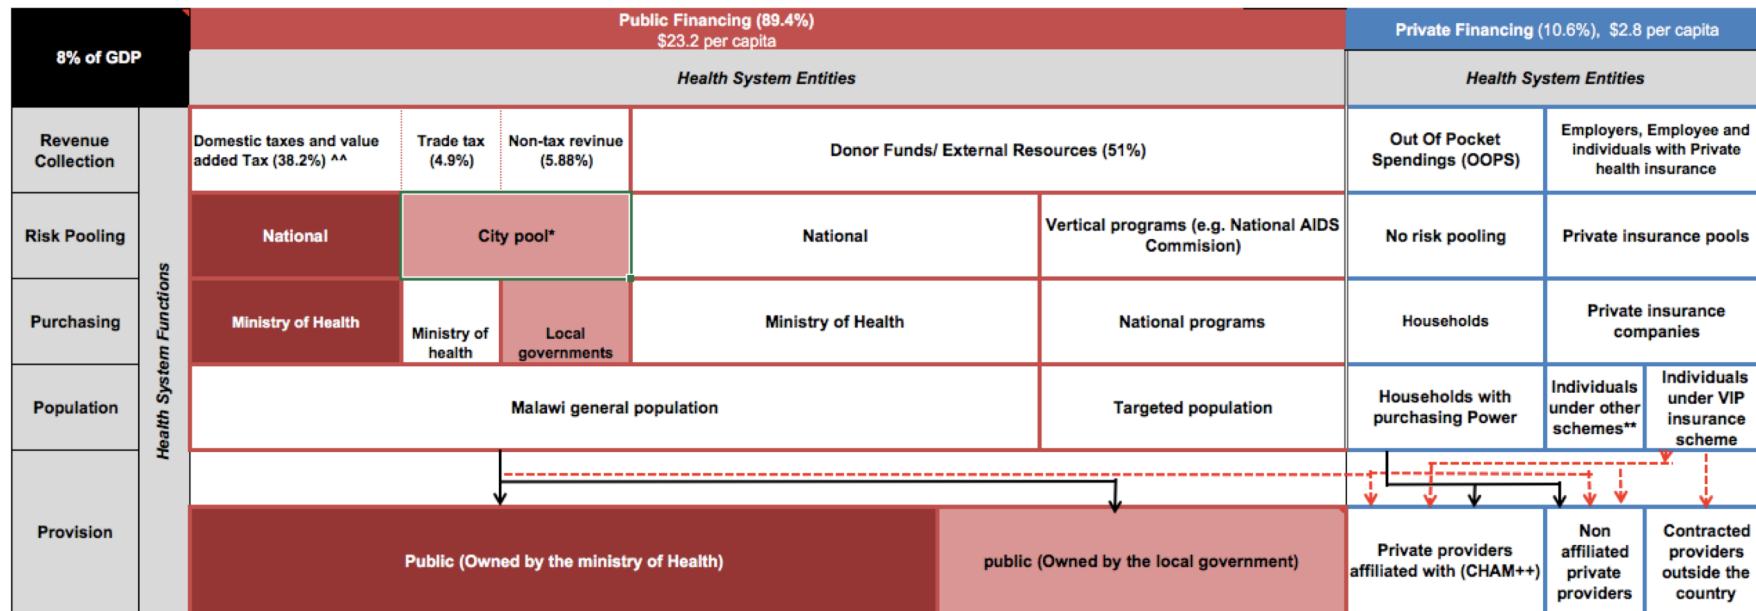 8% of GDP
Public Financing (89.4%)
$23.2 per capita
Private Financing (10.6%), $2.8 per capita
Health System Entities
Health System Entities
Health System Functions
Revenue
Collection
Domestic taxes and value
added Tax (38.2%) ^^
Trade tax
(4.9%)
Non-tax revinue
(5.88%)
Donor Funds/ External Resources (51%)
Out Of Pocket
Spendings (OOPS)
Employers, Employee and
individuals with Private
health insurance
Risk Pooling
National
City pool*
National
Vertical programs (e.g. National AIDS
Commision)
No risk pooling
Private insurance pools
Purchasing
Ministry of Health
Ministry of
health
Local
governments
Ministry of Health
National programs
Households
Private insurance
companies
Population
Malawi general population
Targeted population
Households with
purchasing Power
Individuals
under other
schemes**
Individuals
under VIP
insurance
scheme
Provision
Public (Owned by the ministry of Health)
public (Owned by the local government)
Private providers
affiliated with (CHAM++)
Non
affiliated
private
providers
Contracted
providers
outside the
country